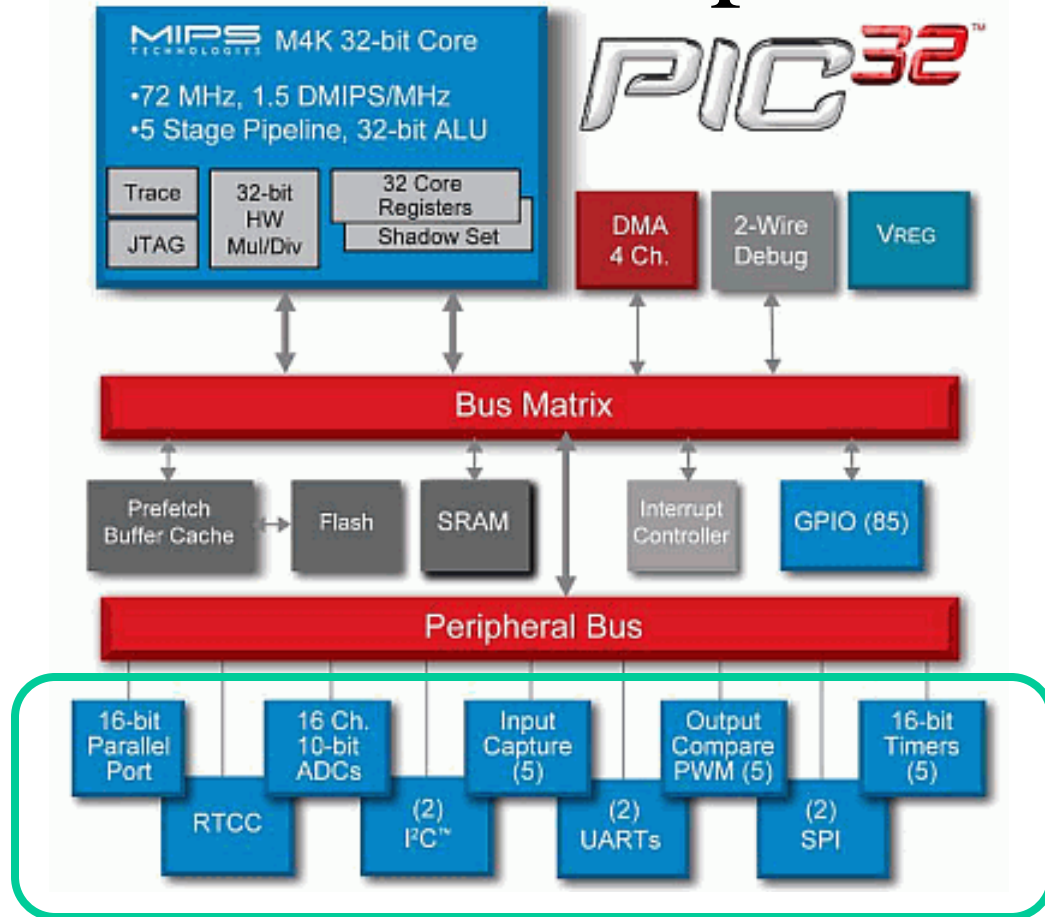 MIPS
TECHNOLOGIES
M4K 32-bit Core
•72 MHz, 1.5 DMIPS/MHz
•5 Stage Pipeline, 32-bit ALU
Trace
JTAG
32-bit
HW
Mul/Div
32 Core
Registers
Shadow Set
PIC32™
DMA
4 Ch.
2-Wire
Debug
VREG
Bus Matrix
Prefetch
Buffer Cache
Flash
SRAM
Interrupt
Controller
GPIO (85)
Peripheral Bus
16-bit
Parallel
Port
RTCC
16 Ch.
10-bit
ADCs
(2)
I²C™
Input
Capture
(5)
(2)
UARTs
Output
Compare
PWM (5)
(2)
SPI
16-bit
Timers
(5)